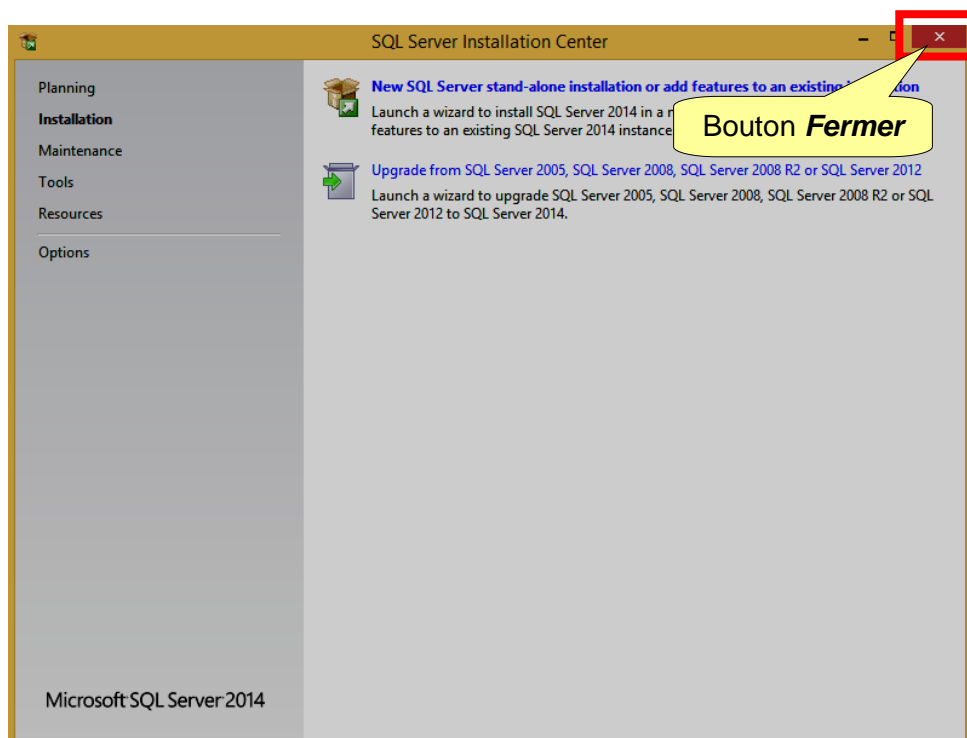 SQL Server Installation Center
Planning
Installation
Maintenance
Tools
Resources
Options
New SQL Server stand-alone installation or add features to an existing
Launch a wizard to install SQL Server 2014 in a
features to an existing SQL Server 2014 instance
Bouton Fermer
Upgrade from SQL Server 2005, SQL Server 2008, SQL Server 2008 R2 or SQL Server 2012
Launch a wizard to upgrade SQL Server 2005, SQL Server 2008, SQL Server 2008 R2 or SQL
Server 2012 to SQL Server 2014.
Microsoft SQL Server 2014